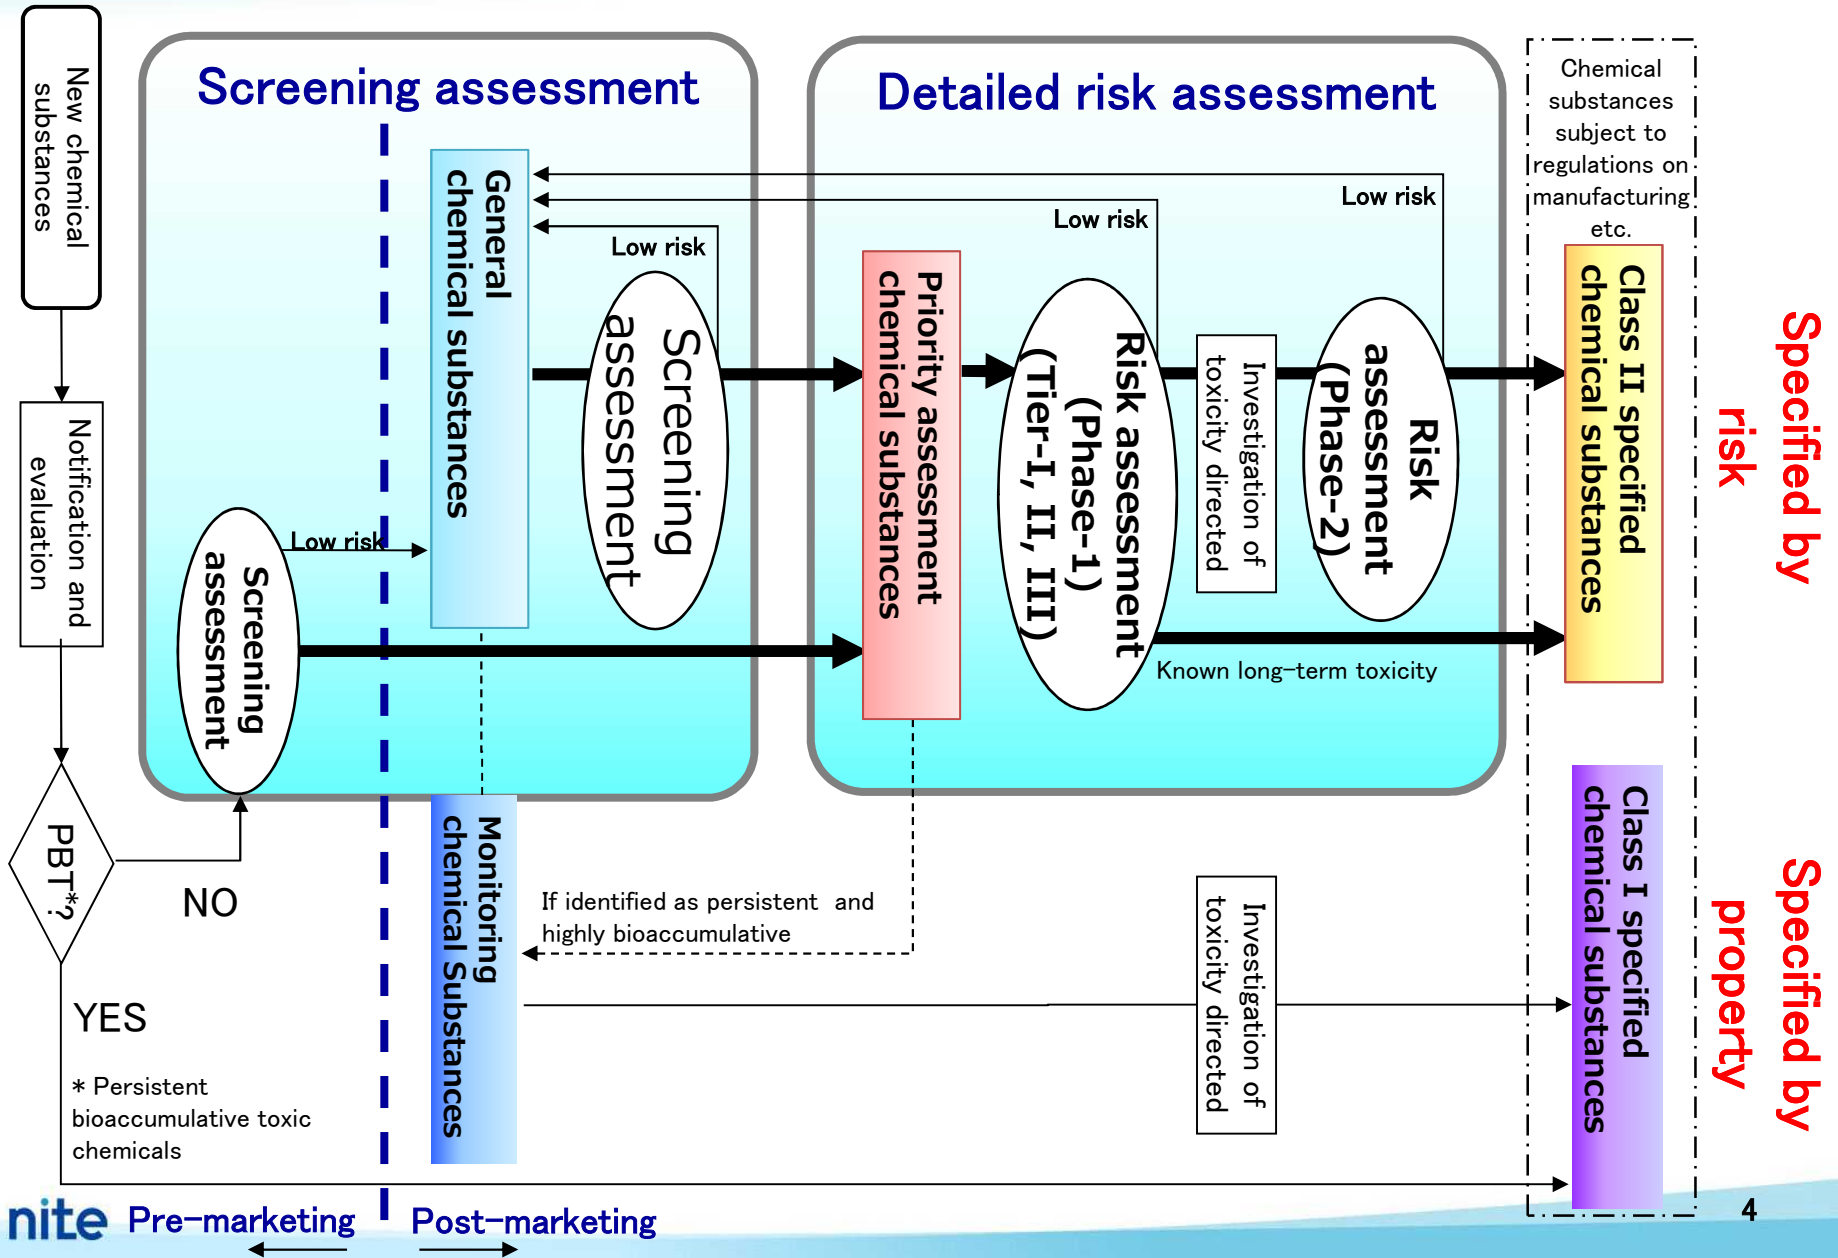 New chemical
substances
Notification and
evaluation
PBT*?
NO
YES
* Persistent
bioaccumulative toxic
chemicals
Screening assessment
Screening
assessment
Low risk
General
chemical substances
Low risk
Screening
assessment
Monitoring
chemical Substances
If identified as persistent and
highly bioaccumulative
Detailed risk assessment
Priority assessment
chemical substances
Low risk
Risk assessment
(Phase-1)
(Tier-I, II, III)
Investigation of
toxicity directed
Low risk
Risk
assessment
(Phase-2)
Known long-term toxicity
Investigation of
toxicity directed
Chemical
substances
subject to
regulations on
manufacturing
etc.
Class II specified
chemical substances
Class I specified
chemical substances
Specified by
risk
Specified by
property
nite
Pre-marketing
Post-marketing
4